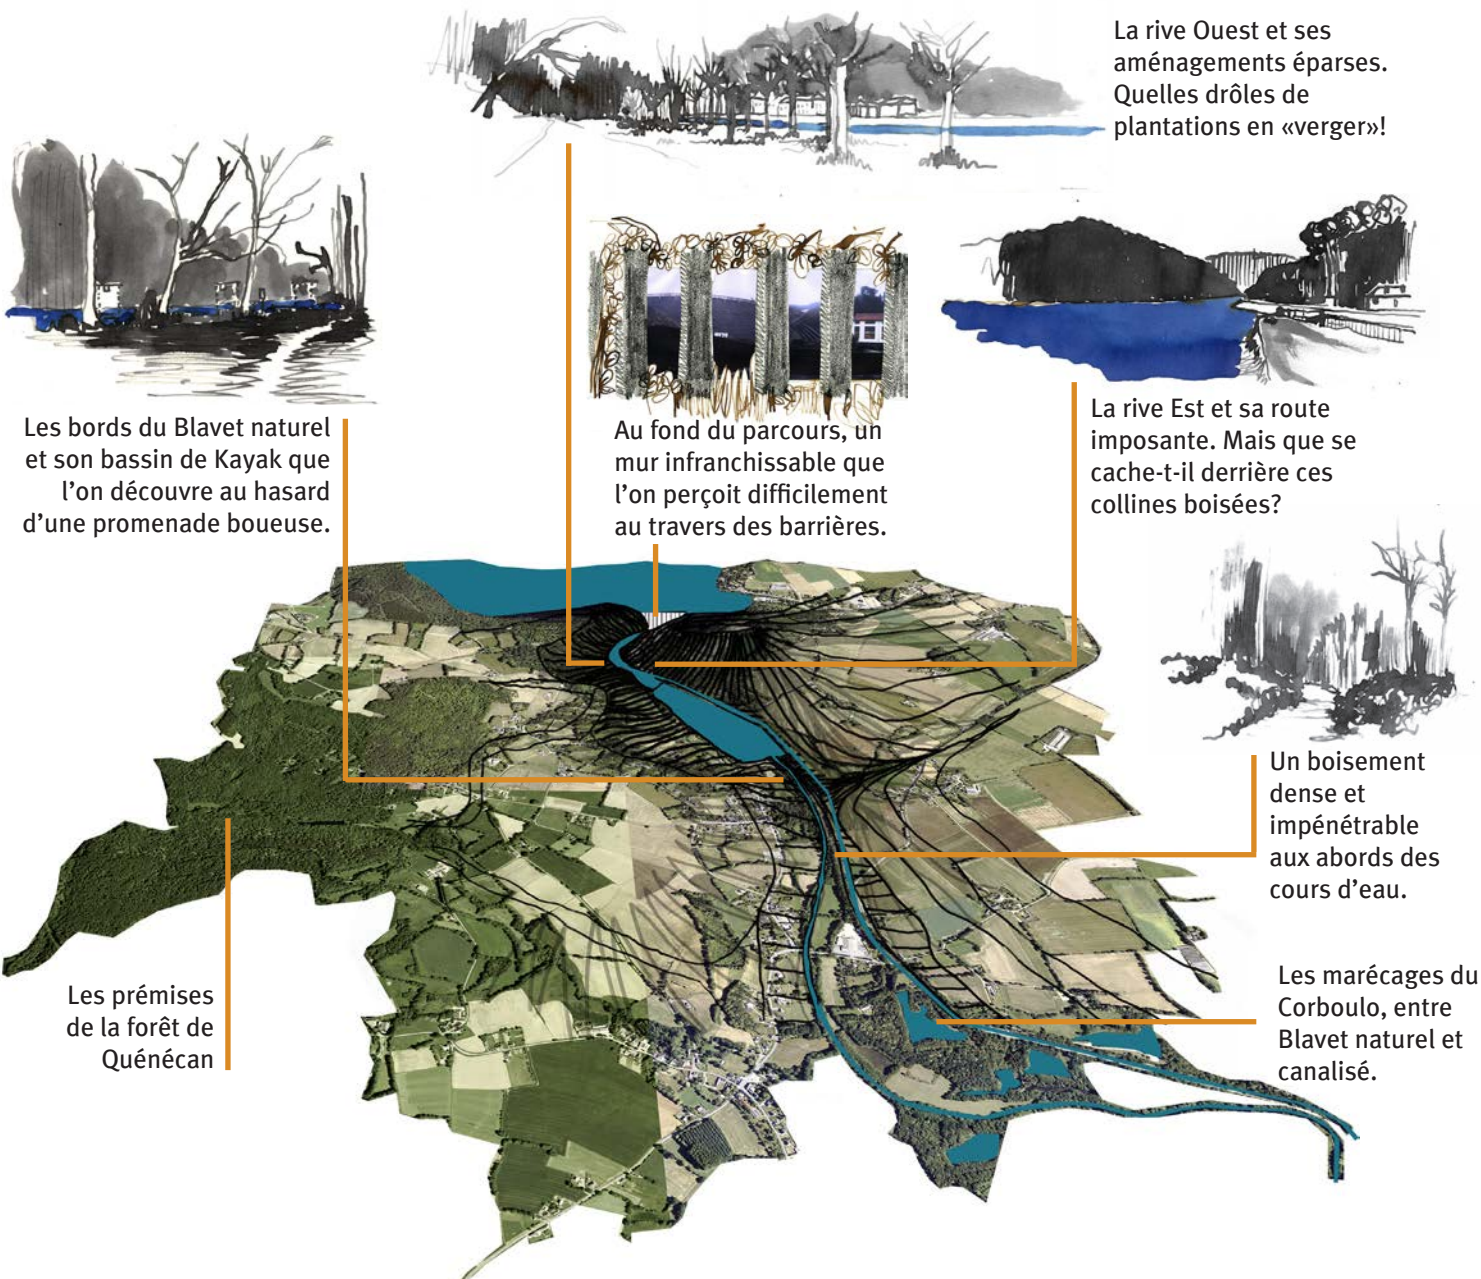 La rive Ouest et ses
aménagements éparses.
Quelles drôles de
plantations en «verger»!
Les bords du Blavet naturel
et son bassin de Kayak que
l'on découvre au hasard
d'une promenade boueuse.
Au fond du parcours, un
mur infranchissable que
l'on perçoit difficilement
au travers des barrières.
La rive Est et sa route
imposante. Mais que se
cache-t-il derrière ces
collines boisées?
Un boisement
dense et
impénétrable
aux abords des
cours d'eau.
Les prémises
de la forêt de
Quénécan
Les marécages du
Corboulo, entre
Blavet naturel et
canalisé.